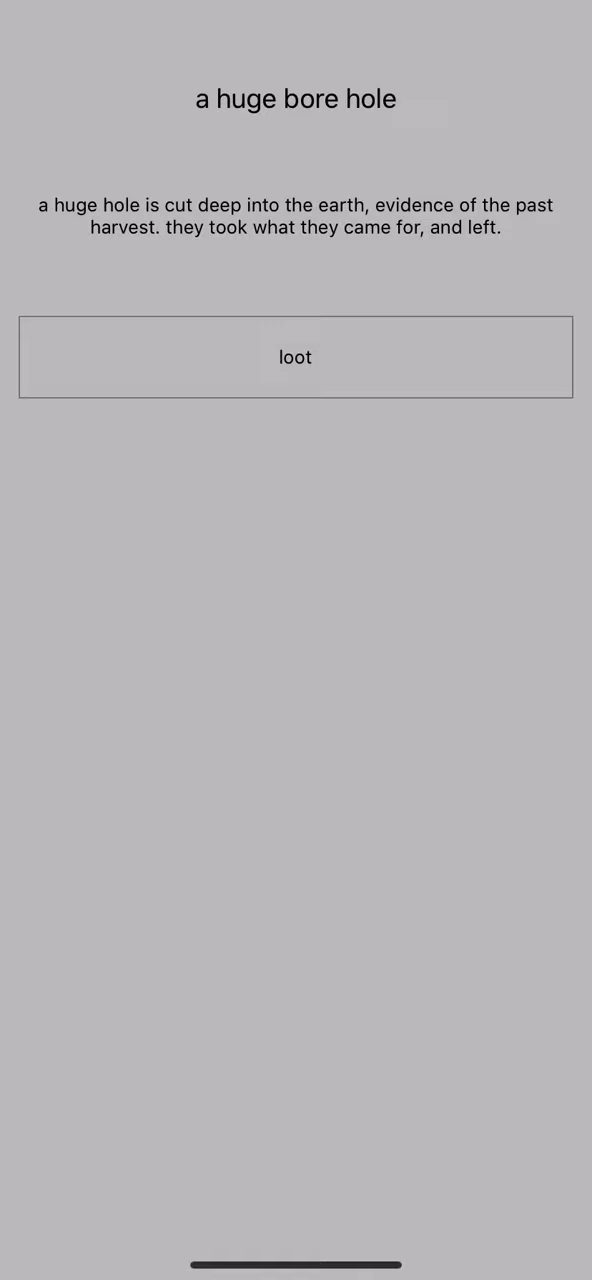 a huge bore hole
a huge hole is cut deep into the earth, evidence of the past
harvest. they took what they came for, and left.
loot